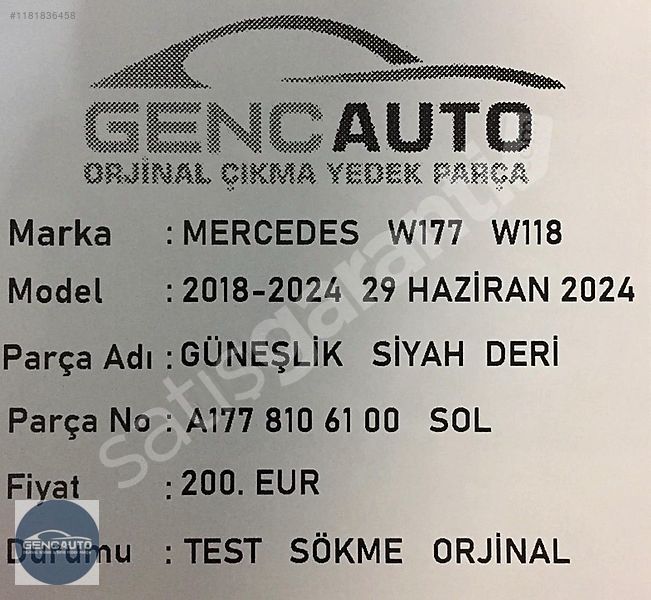 #1181836458
GENCAUTO
ORJİNAL ÇIKMA YEDEK PARÇA
Marka : MERCEDES W177 W118
Model : 2018-2024 29 HAZİRAN 2024
Parça Adı : GÜNEŞLİK SİYAH DERİ
Parça No : A177 810 61 00 SOL
Fiyat : 200. EUR
Durumu : TEST SÖKME ORJİNAL
GENCAUTO
satışgaranti